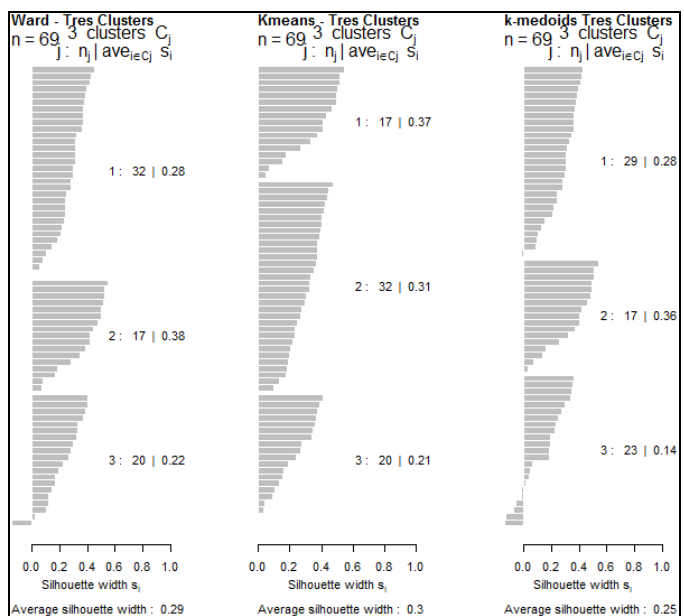 Ward - Tres Clusters
n = 69 3 clusters Cj
j : nj | avei∈Cj si
1 : 32 | 0.28
2 : 17 | 0.38
3 : 20 | 0.22
0.0 0.2 0.4 0.6 0.8 1.0
Silhouette width si
Average silhouette width : 0.29
Kmeans - Tres Clusters
n = 69 3 clusters Cj
j : nj | avei∈Cj si
1 : 17 | 0.37
2 : 32 | 0.31
3 : 20 | 0.21
0.0 0.2 0.4 0.6 0.8 1.0
Silhouette width si
Average silhouette width : 0.3
k-medoids Tres Clusters
n = 69 3 clusters Cj
j : nj | avei∈Cj si
1 : 29 | 0.28
2 : 17 | 0.36
3 : 23 | 0.14
0.0 0.2 0.4 0.6 0.8 1.0
Silhouette width si
Average silhouette width : 0.25